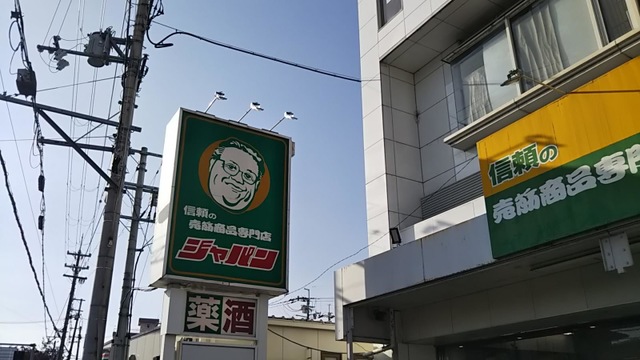 信頼の
売筋商品専門店
ジャパン
薬 酒
信頼の
売筋商品専門